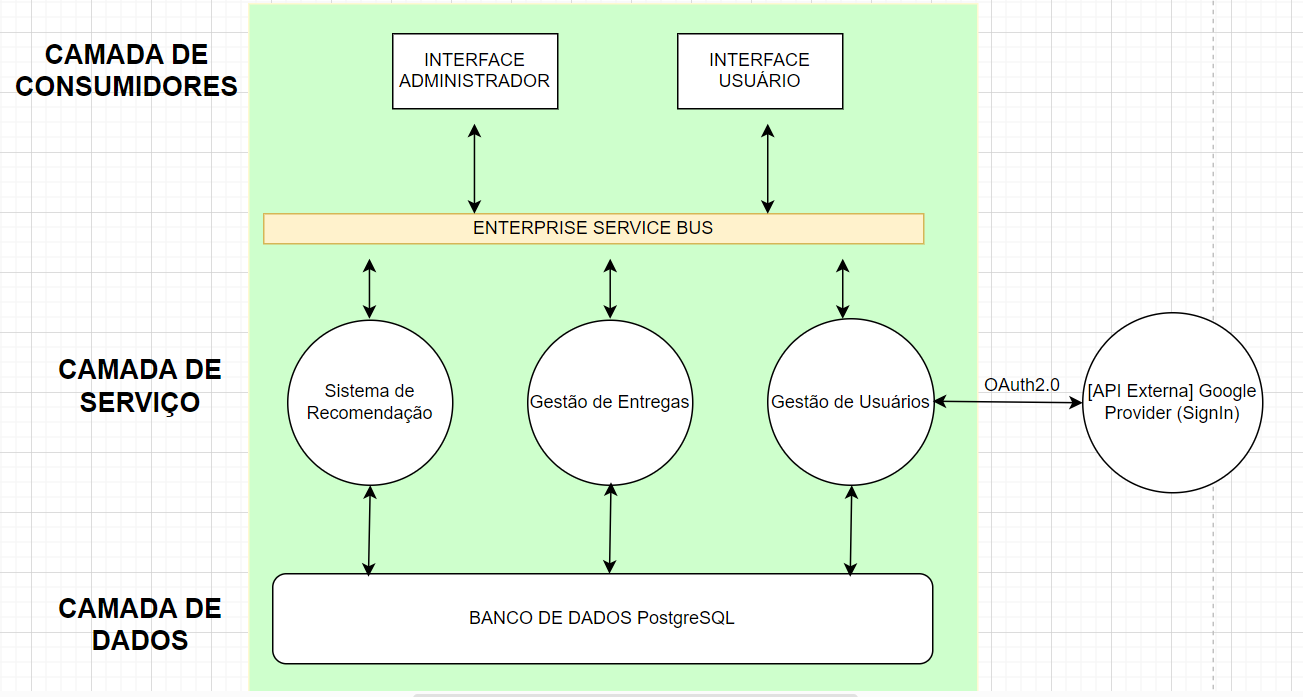 CAMADA DE
CONSUMIDORES
INTERFACE
ADMINISTRADOR
INTERFACE
USUÁRIO
ENTERPRISE SERVICE BUS
CAMADA DE
SERVIÇO
Sistema de
Recomendação
Gestão de Entregas
Gestão de Usuários
OAuth2.0
[API Externa] Google
Provider (SignIn)
CAMADA DE
DADOS
BANCO DE DADOS PostgreSQL